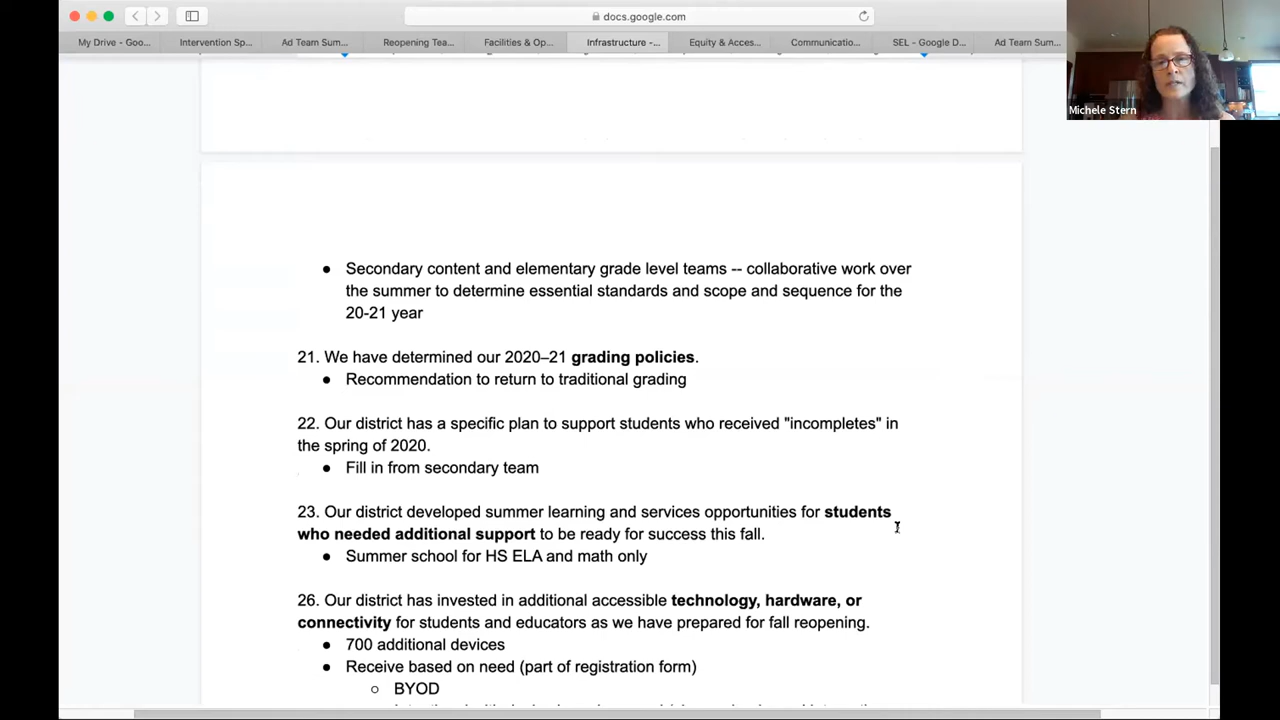 docs.google.com
My Drive - Goo... Intervention Sp... Ad Team Sum... Reopening Tea... Facilities & Op... Infrastructure -... Equity & Acces... Communicatio... SEL - Google D... Ad Team Sum...
Michele Stern
● Secondary content and elementary grade level teams -- collaborative work over
the summer to determine essential standards and scope and sequence for the
20-21 year
21. We have determined our 2020–21 grading policies.
● Recommendation to return to traditional grading
22. Our district has a specific plan to support students who received "incompletes" in
the spring of 2020.
● Fill in from secondary team
23. Our district developed summer learning and services opportunities for students
who needed additional support to be ready for success this fall.
● Summer school for HS ELA and math only
26. Our district has invested in additional accessible technology, hardware, or
connectivity for students and educators as we have prepared for fall reopening.
● 700 additional devices
● Receive based on need (part of registration form)
○ BYOD